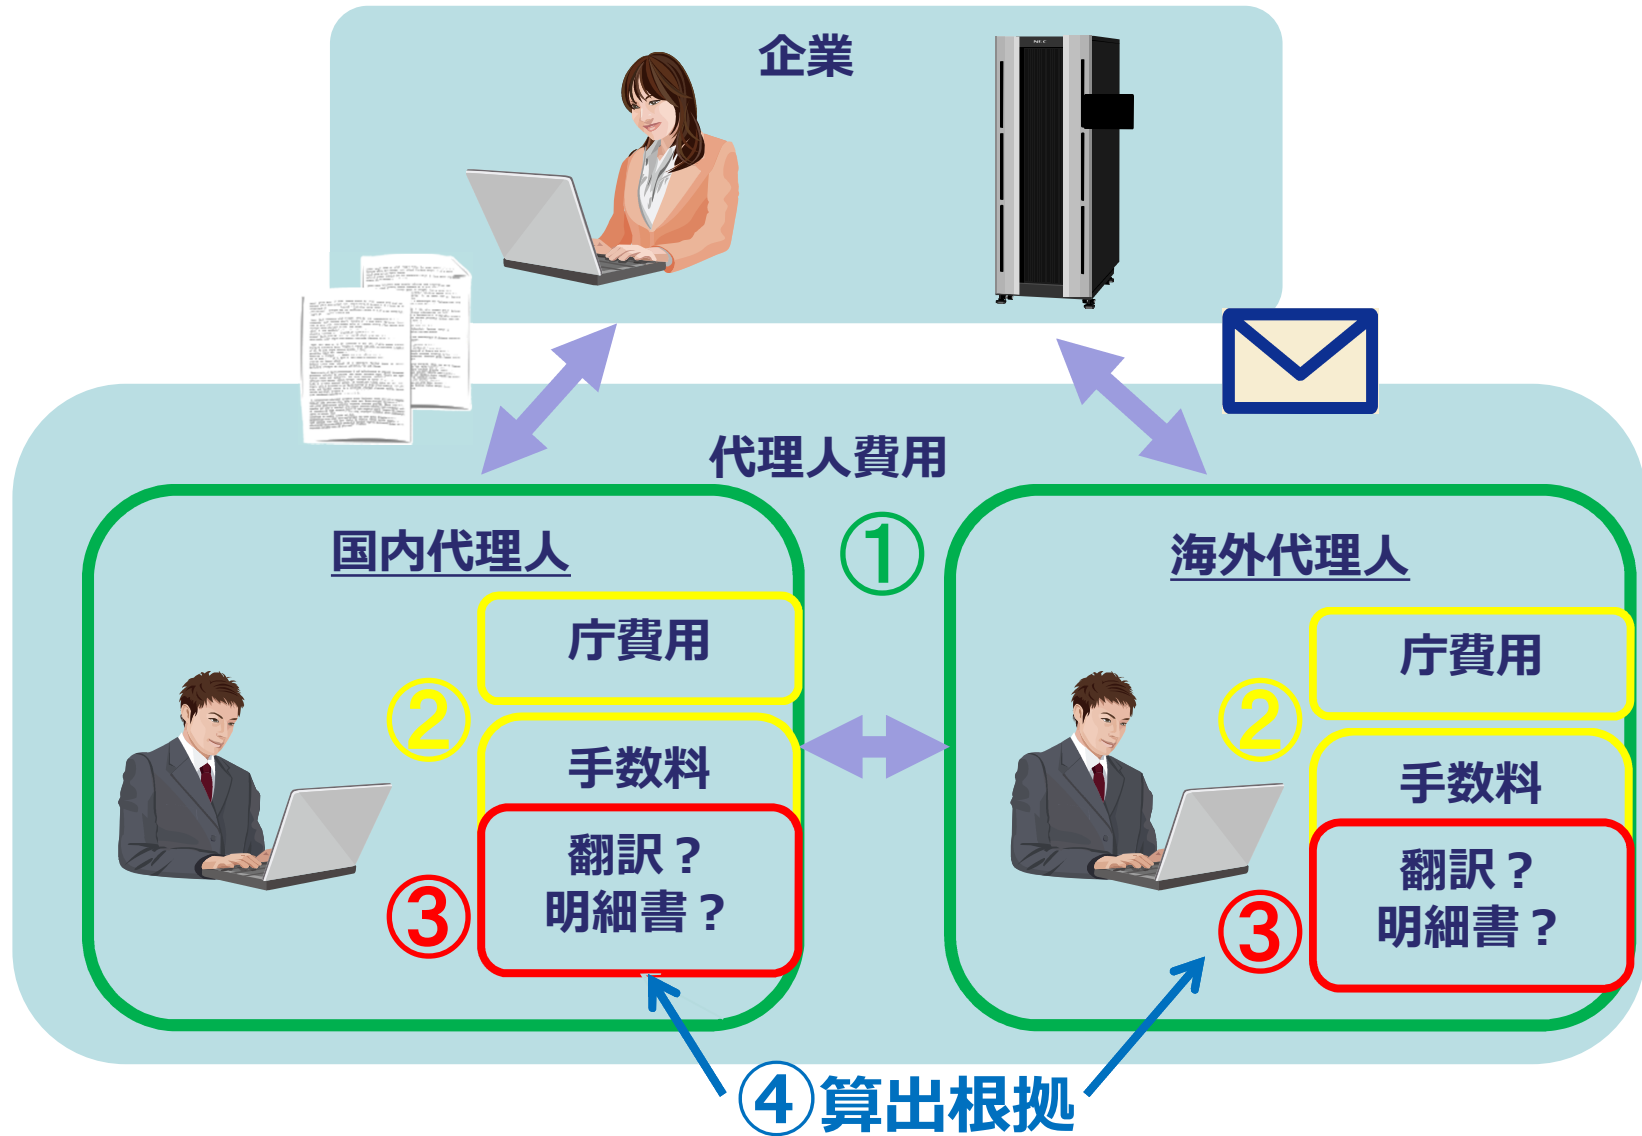 企業
NEC
代理人費用
①
国内代理人
庁費用
②
手数料
翻訳？
明細書？
③
海外代理人
庁費用
②
手数料
翻訳？
明細書？
③
④算出根拠